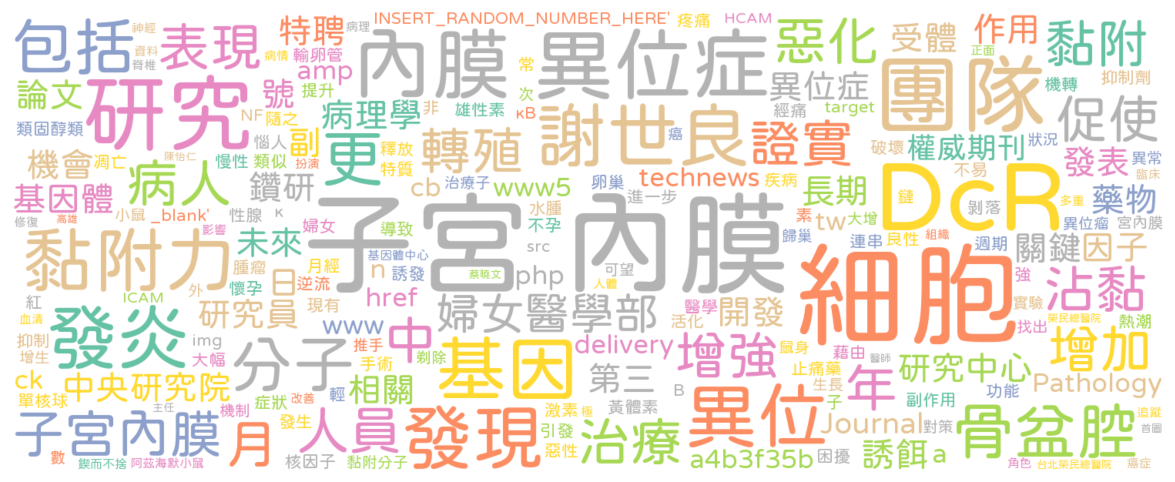 包括
神經
資料
脊椎
表現
特聘
病理
INSERT_RANDOM_NUMBER_HERE'
疼痛
HCAM
惡化
受體
作用
正面
黏附
論文
研究
號
病情
輸卵管
amp
提升
內膜
異位症
常
次
κB
癌
異位症
經痛
target
團隊
機轉
抑制劑
促使
類固醇類
NF
隨之
病理學
非
雄性素
破壞
權威期刊
狀況
機會
凋亡
惱人
副
更
釋放
特質
轉殖
謝世良
證實
發表
異常
臨床
基因體
病人
慢性
類似
扮演
陳怡仁
鑽研
cb
治療子
www5
卵巢
technews
進一步
疾病
長期
不易
剝落
DcR
鏈
多重
藥物
修復
小鼠
高雄
_blank'
影響
性腺
κ
婦女
導致
子宮
內膜
水腫
不孕
src
歸巢
素
tw
大增
連串
良性
組織
週期
異位瘤
宮內膜
關鍵
因子
黏附力
未來
腫瘤
日
月經
n
基因體中心
誘發
蔡曉文
php
可望
人體
細胞
強
沾黏
外
懷孕
逆流
現有
href
紅
ICAM
血清
發炎
研究員
www
中
婦女醫學部
醫學
活化
開發
實驗
榮民總醫院
找出
熱潮
抑制
增生
img
大幅
分子
推手
手術
剔除
基因
delivery
增強
鼠身
藉由
醫師
研究中心
增加
ck
單核球
中央研究院
症狀
改善
輕
相關
第三
B
止痛藥
生長
子
年
副作用
功能
Pathology
追蹤
首圖
子宮內膜
主任
機制
發生
月
人員
發現
激素
極
引發
惡性
黃體素
治療
異位
Journal
對策
骨盆腔
數
鍥而不捨
阿茲海默小鼠
核因子
黏附分子
a4b3f35b
困擾
誘餌
a
角色
台北榮民總醫院
癌症